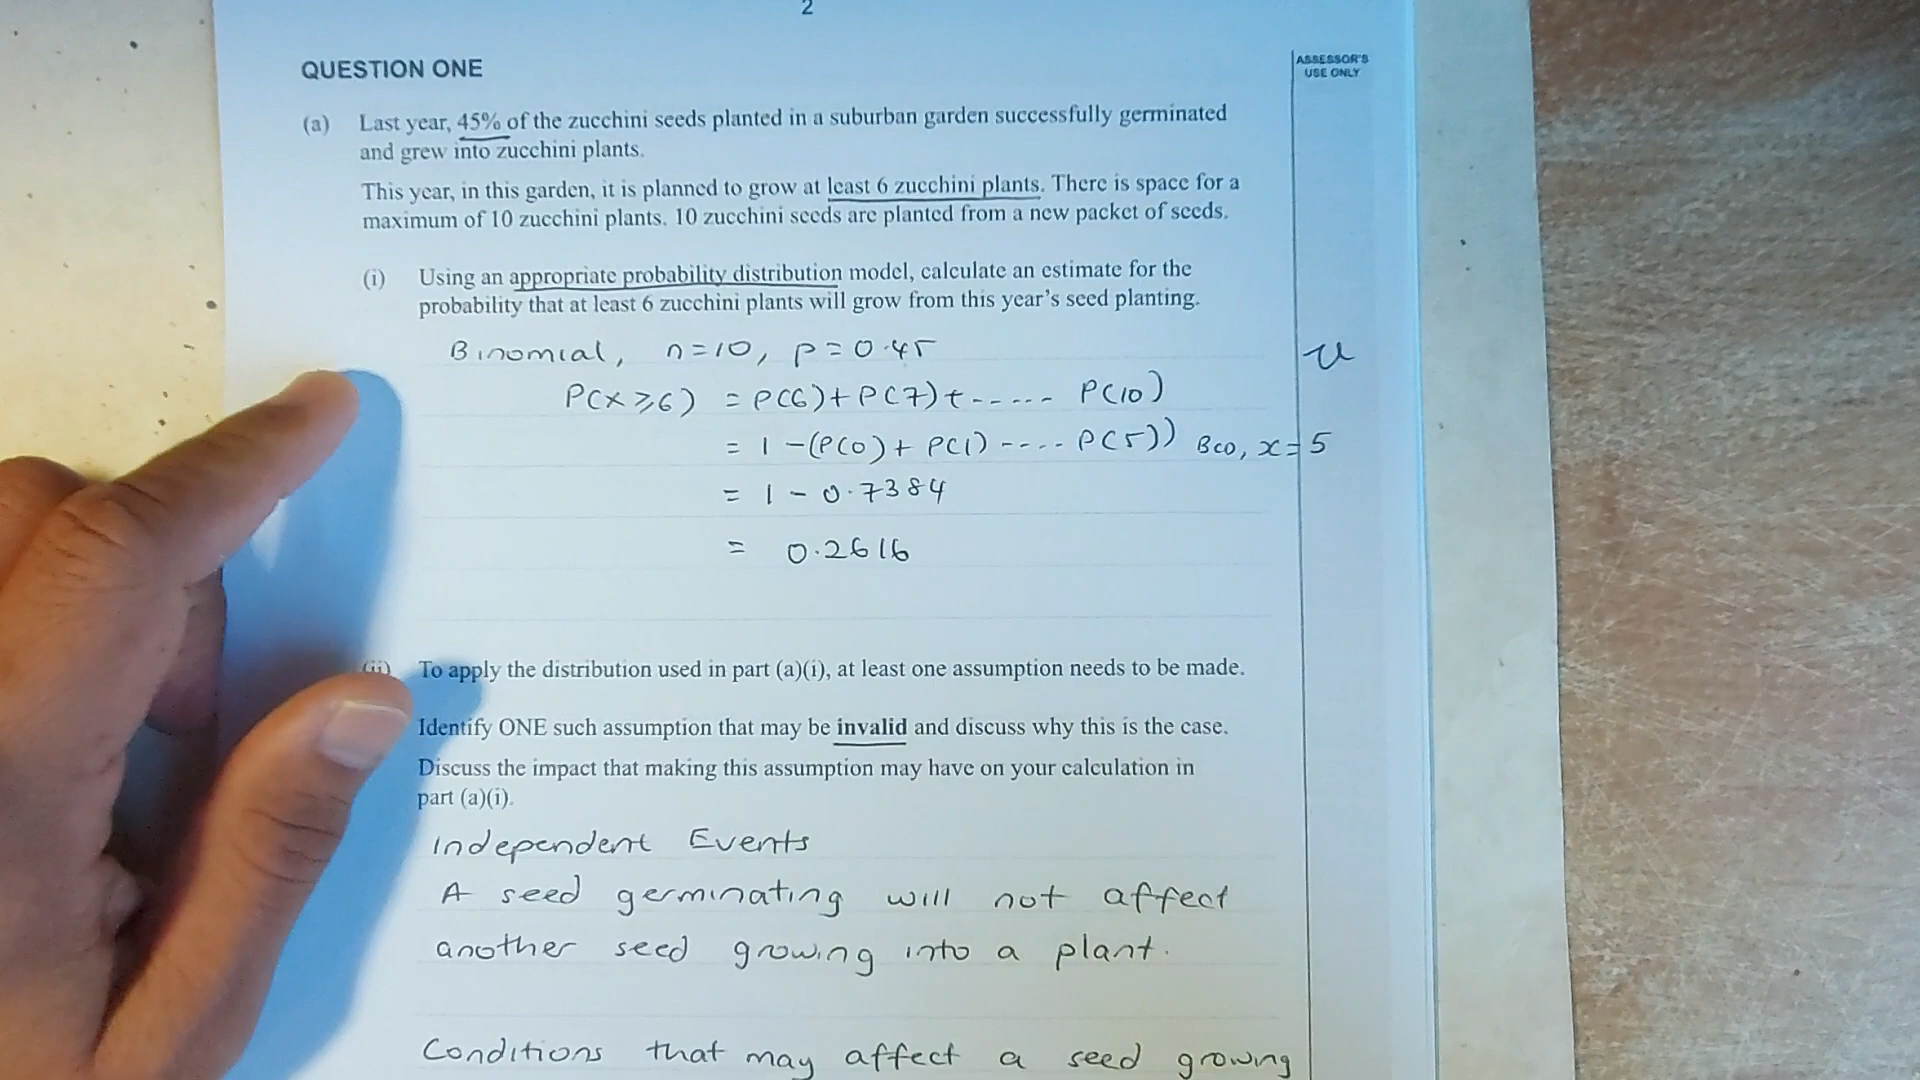 2
QUESTION ONE
ASSESSOR'S
USE ONLY
(a) Last year, 45% of the zucchini seeds planted in a suburban garden successfully germinated
and grew into zucchini plants.
This year, in this garden, it is planned to grow at least 6 zucchini plants. There is space for a
maximum of 10 zucchini plants. 10 zucchini seeds are planted from a new packet of seeds.
(i) Using an appropriate probability distribution model, calculate an estimate for the
probability that at least 6 zucchini plants will grow from this year's seed planting.
Binomial, n=10, p=0.45
u
P(X⩾6) = P(6)+P(7)+----- P(10)
= 1-(P(0)+P(1)----P(5)) BCD, x=5
= 1-0.7384
= 0.2616
(ii) To apply the distribution used in part (a)(i), at least one assumption needs to be made.
Identify ONE such assumption that may be invalid and discuss why this is the case.
Discuss the impact that making this assumption may have on your calculation in
part (a)(i).
Independent Events
A seed germinating will not affect
another seed growing into a plant.
Conditions that may affect a seed growing